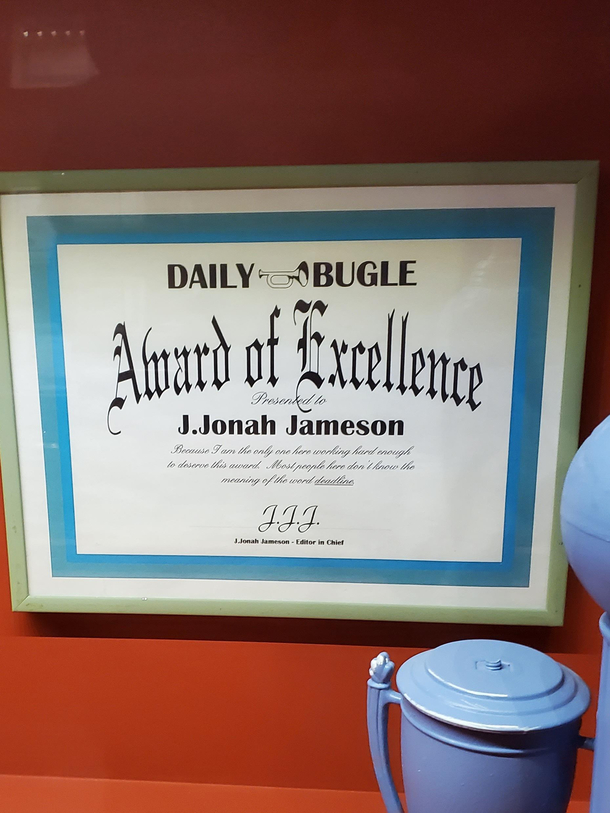 DAILY BUGLE
Award of Excellence
Presented to
J.Jonah Jameson
Because I am the only one here working hard enough
to deserve this award. Most people here don't know the
meaning of the word deadline.
J.J.J.
J.Jonah Jameson - Editor in Chief